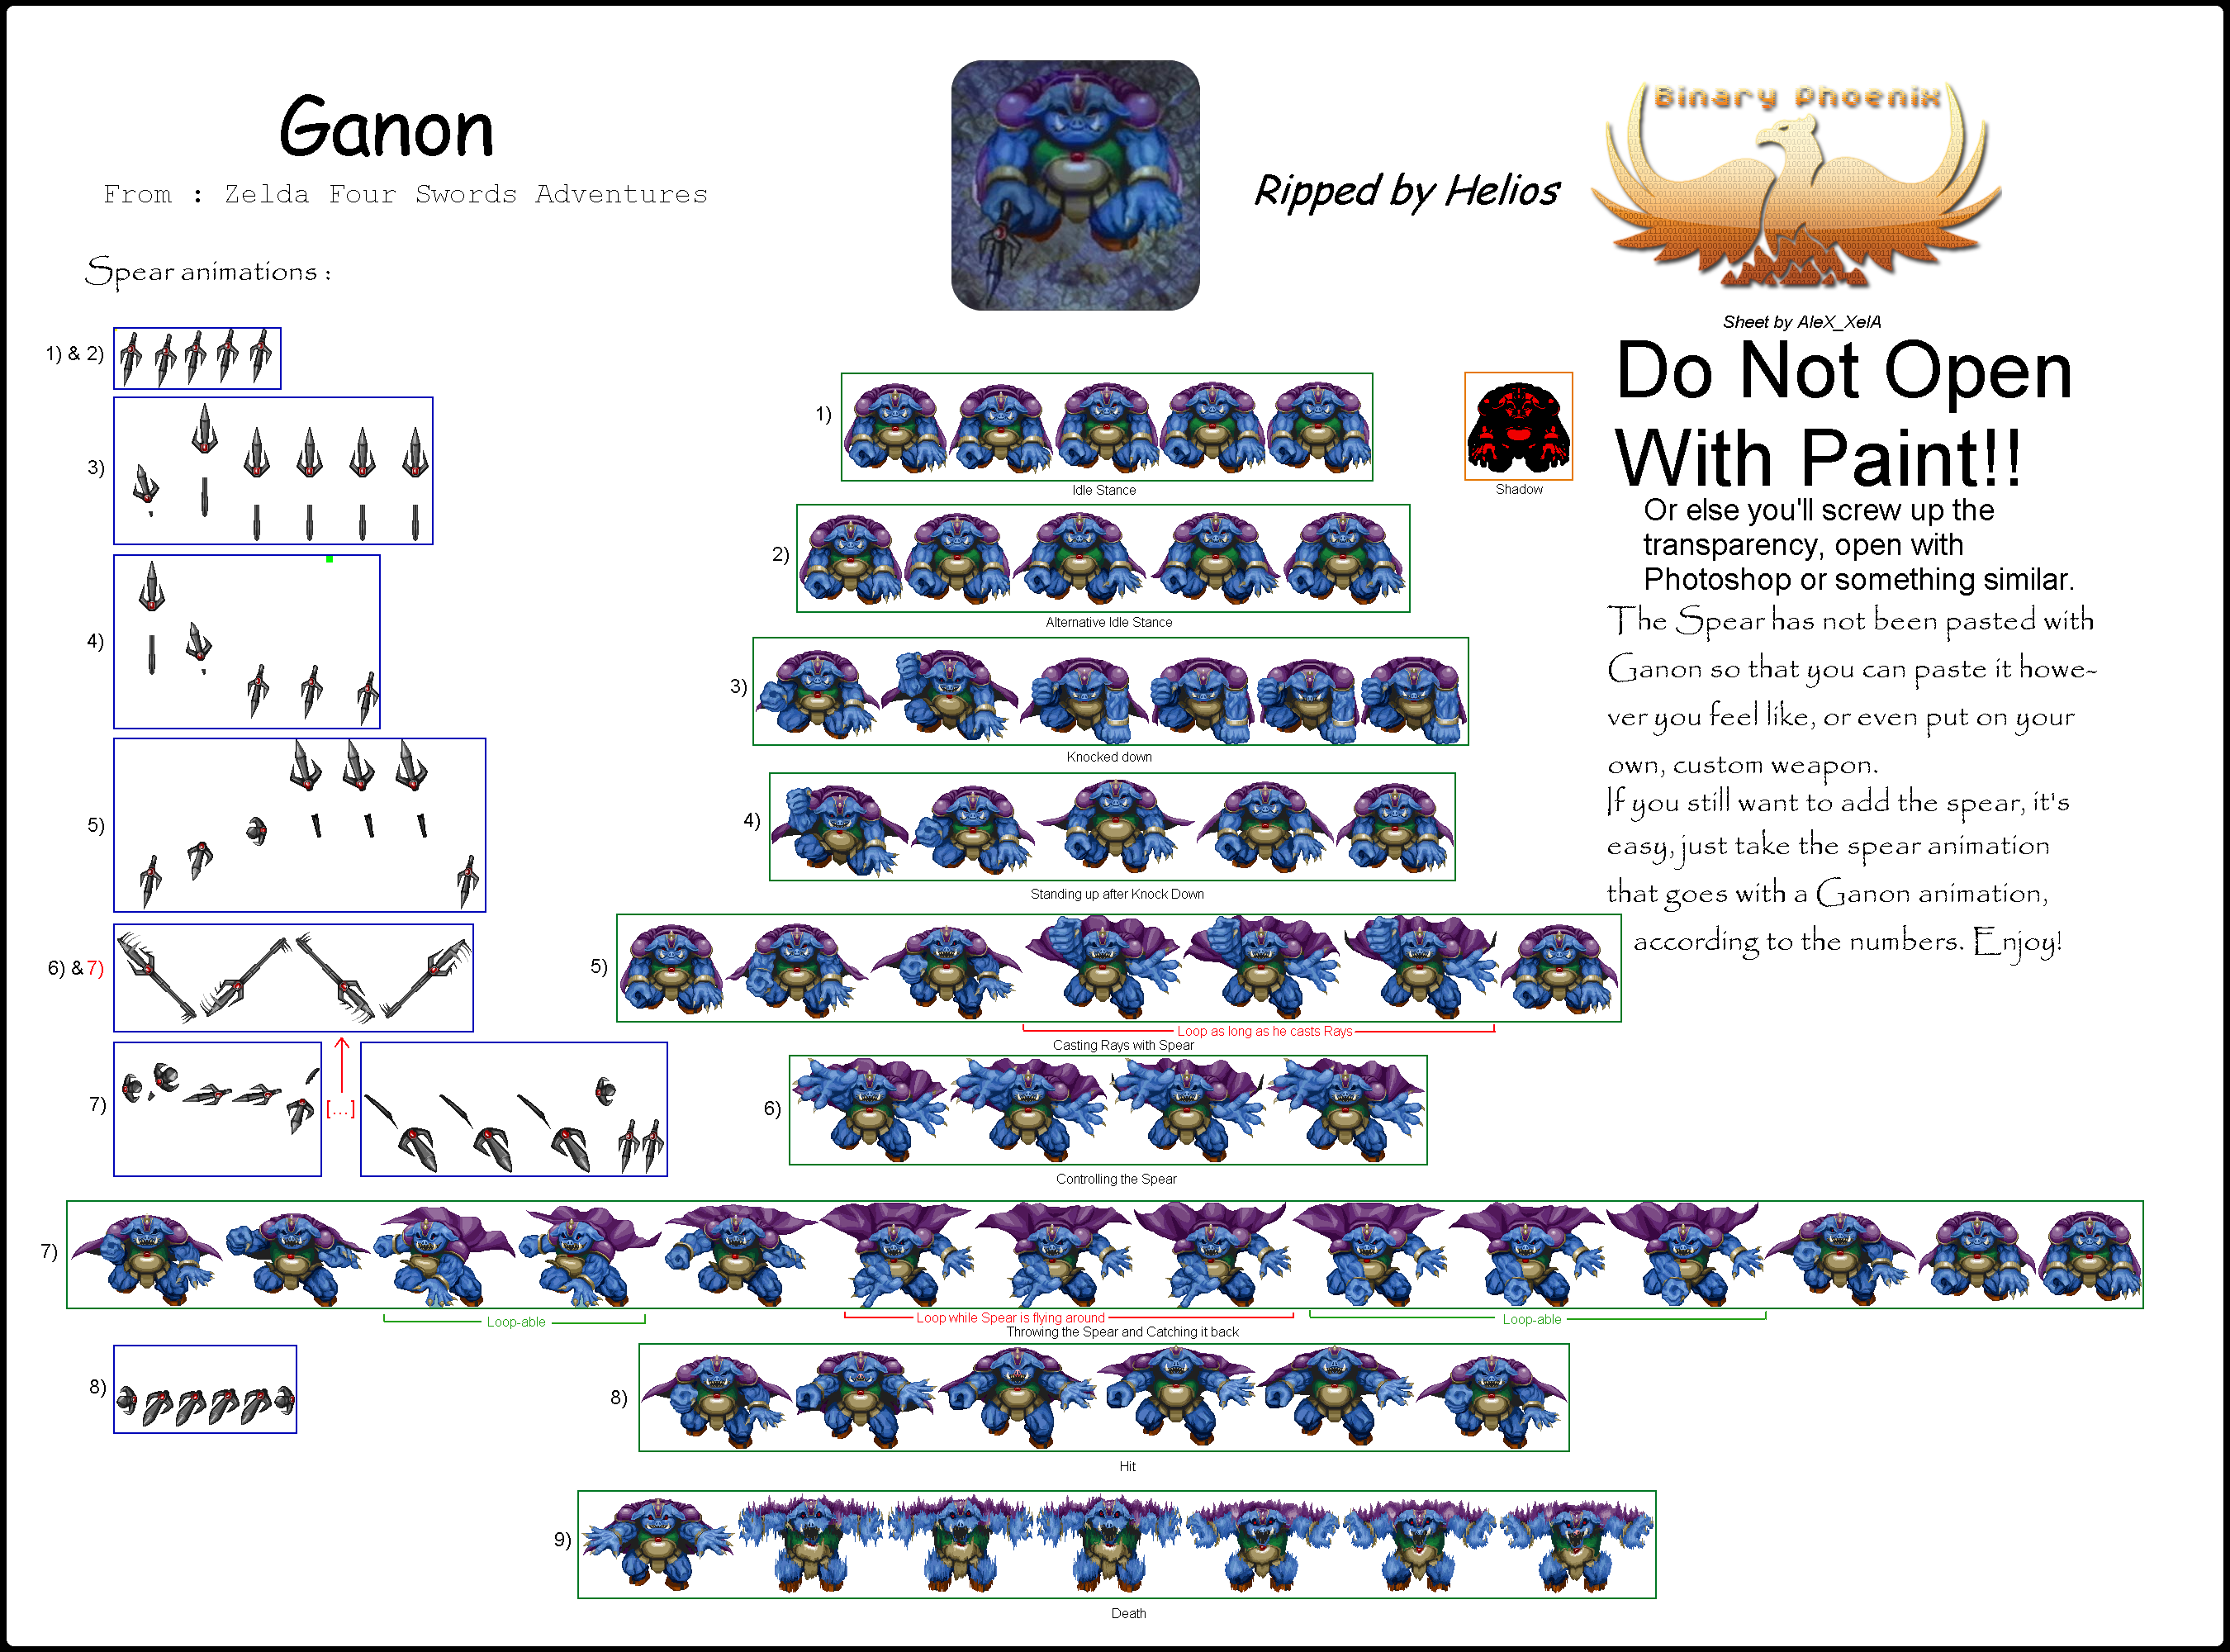 Ganon
From : Zelda Four Swords Adventures
Ripped by Helios
Binary Phoenix
Sheet by AleX_XelA
Do Not Open
With Paint!!
Or else you'll screw up the
transparency, open with
Photoshop or something similar.
The Spear has not been pasted with
Ganon so that you can paste it howe-
ver you feel like, or even put on your
own, custom weapon.
If you still want to add the spear, it's
easy, just take the spear animation
that goes with a Ganon animation,
according to the numbers. Enjoy!
Spear animations :
1) & 2)
3)
4)
5)
6) & 7)
7)
[...]
8)
1)
Idle Stance
Shadow
2)
Alternative Idle Stance
3)
Knocked down
4)
Standing up after Knock Down
5)
Loop as long as he casts Rays
Casting Rays with Spear
6)
Controlling the Spear
7)
Loop-able
Loop while Spear is flying around
Loop-able
Throwing the Spear and Catching it back
8)
Hit
9)
Death